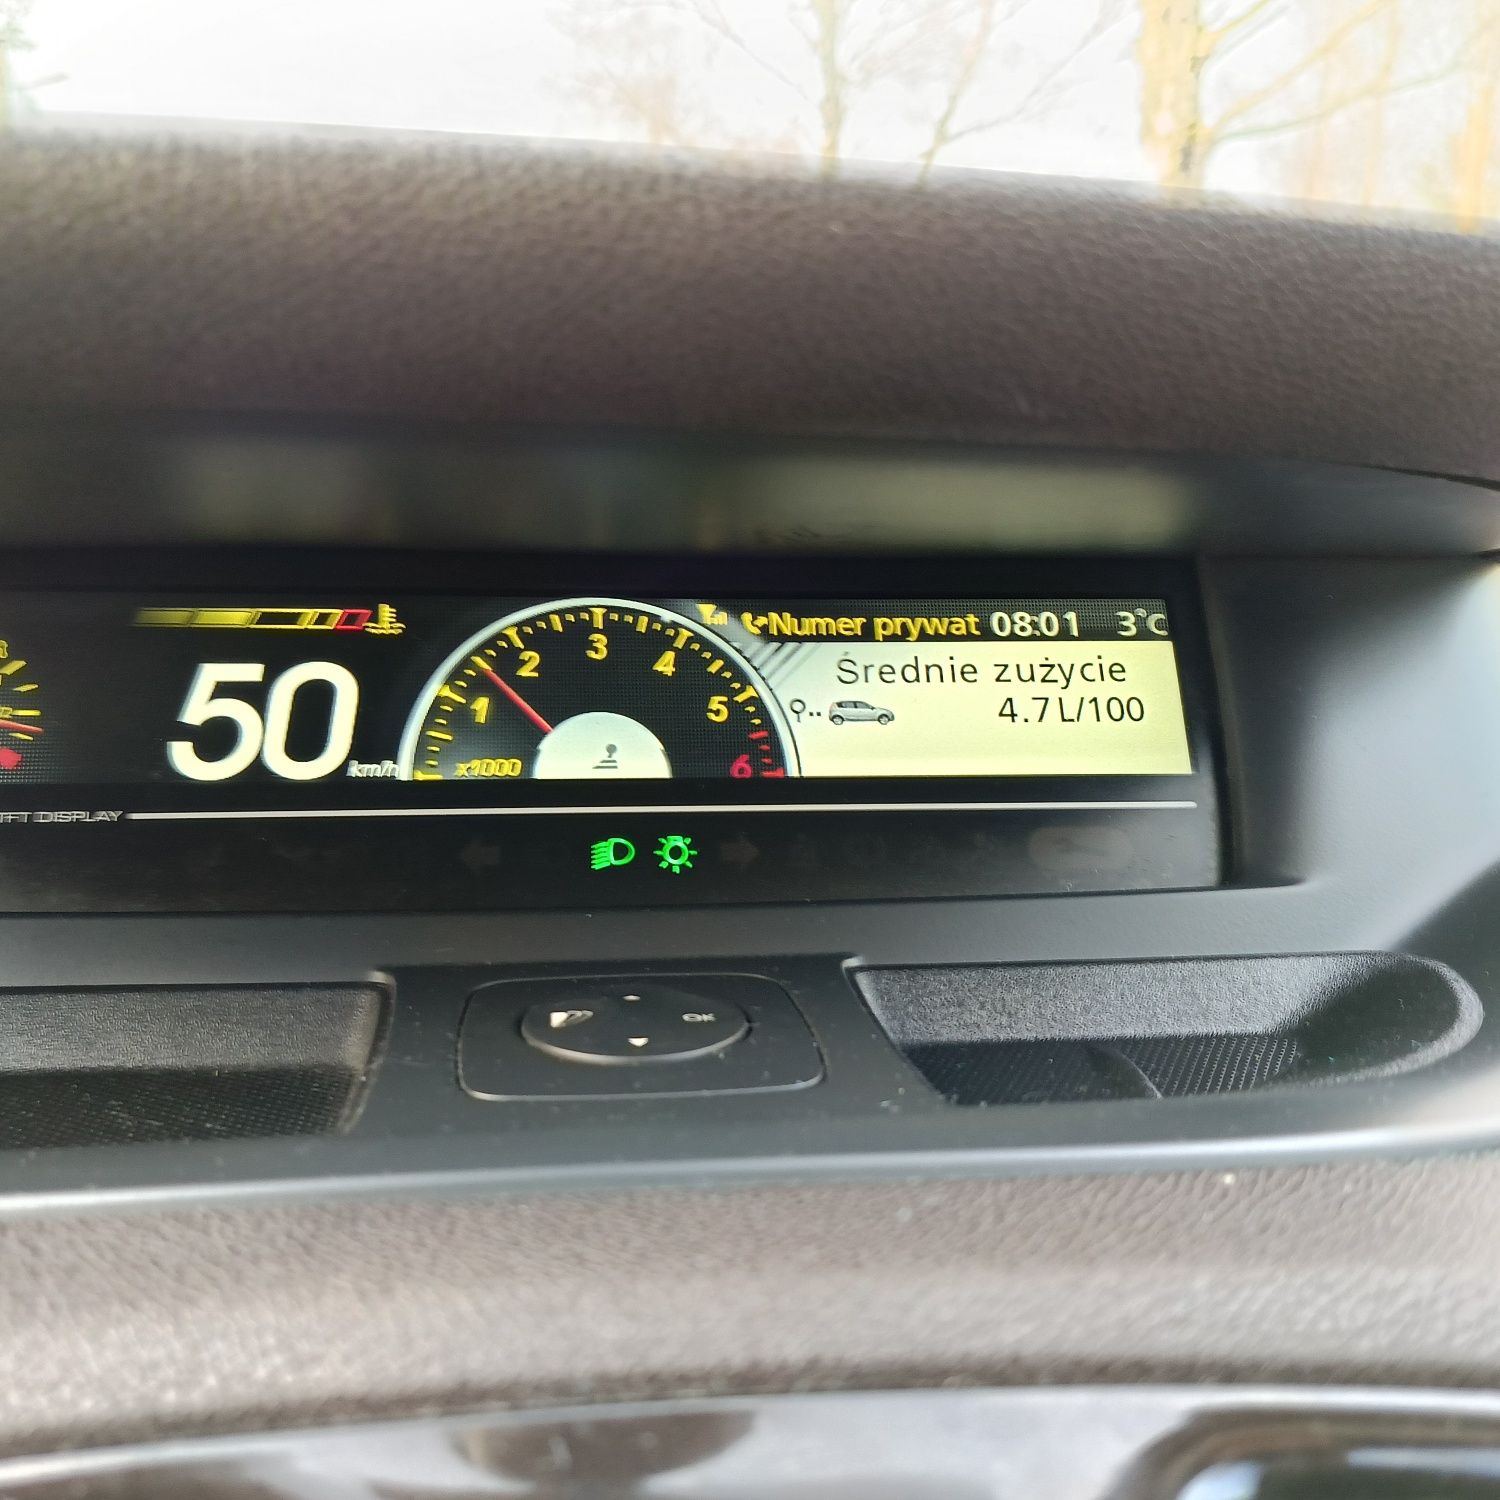 Numer prywat 08:01 3°C
Średnie zużycie
4.7 L/100
50 km/h
1 2 3 4 5 6
x1000
TFT DISPLAY
OK